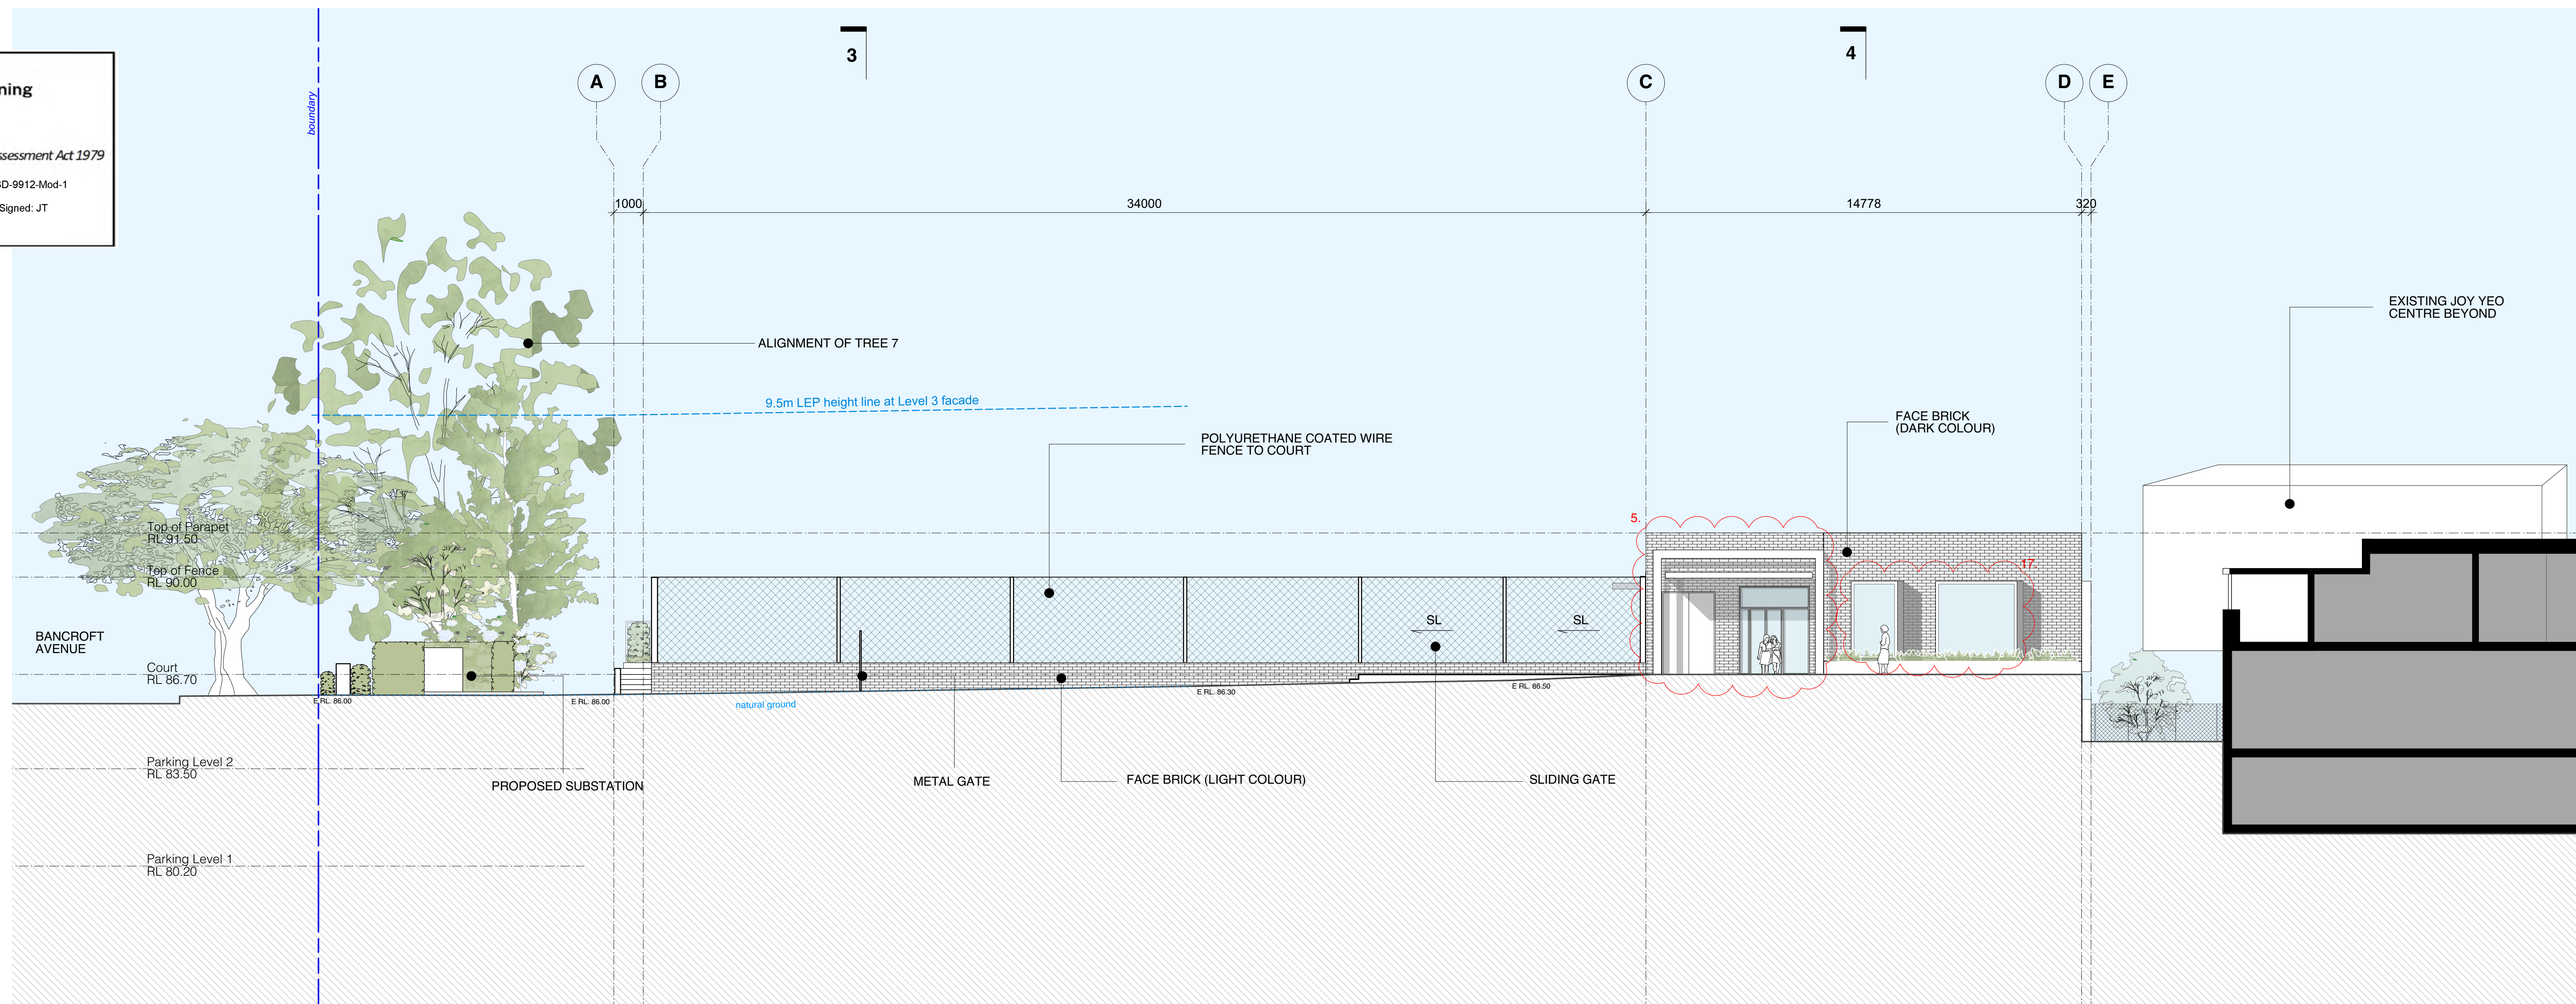 ning
ssessment Act 1979
SD-9912-Mod-1
Signed: JT
boundary
3
4
A
B
C
D
E
1000
34000
14778
320
ALIGNMENT OF TREE 7
9.5m LEP height line at Level 3 facade
POLYURETHANE COATED WIRE
FENCE TO COURT
FACE BRICK
(DARK COLOUR)
EXISTING JOY YEO
CENTRE BEYOND
Top of Parapet
RL 91.50
5.
17.
Top of Fence
RL 90.00
SL
SL
BANCROFT
AVENUE
Court
RL 86.70
E RL. 86.00
E RL. 86.00
natural ground
E RL. 86.30
E RL. 86.50
Parking Level 2
RL 83.50
PROPOSED SUBSTATION
METAL GATE
FACE BRICK (LIGHT COLOUR)
SLIDING GATE
Parking Level 1
RL 80.20